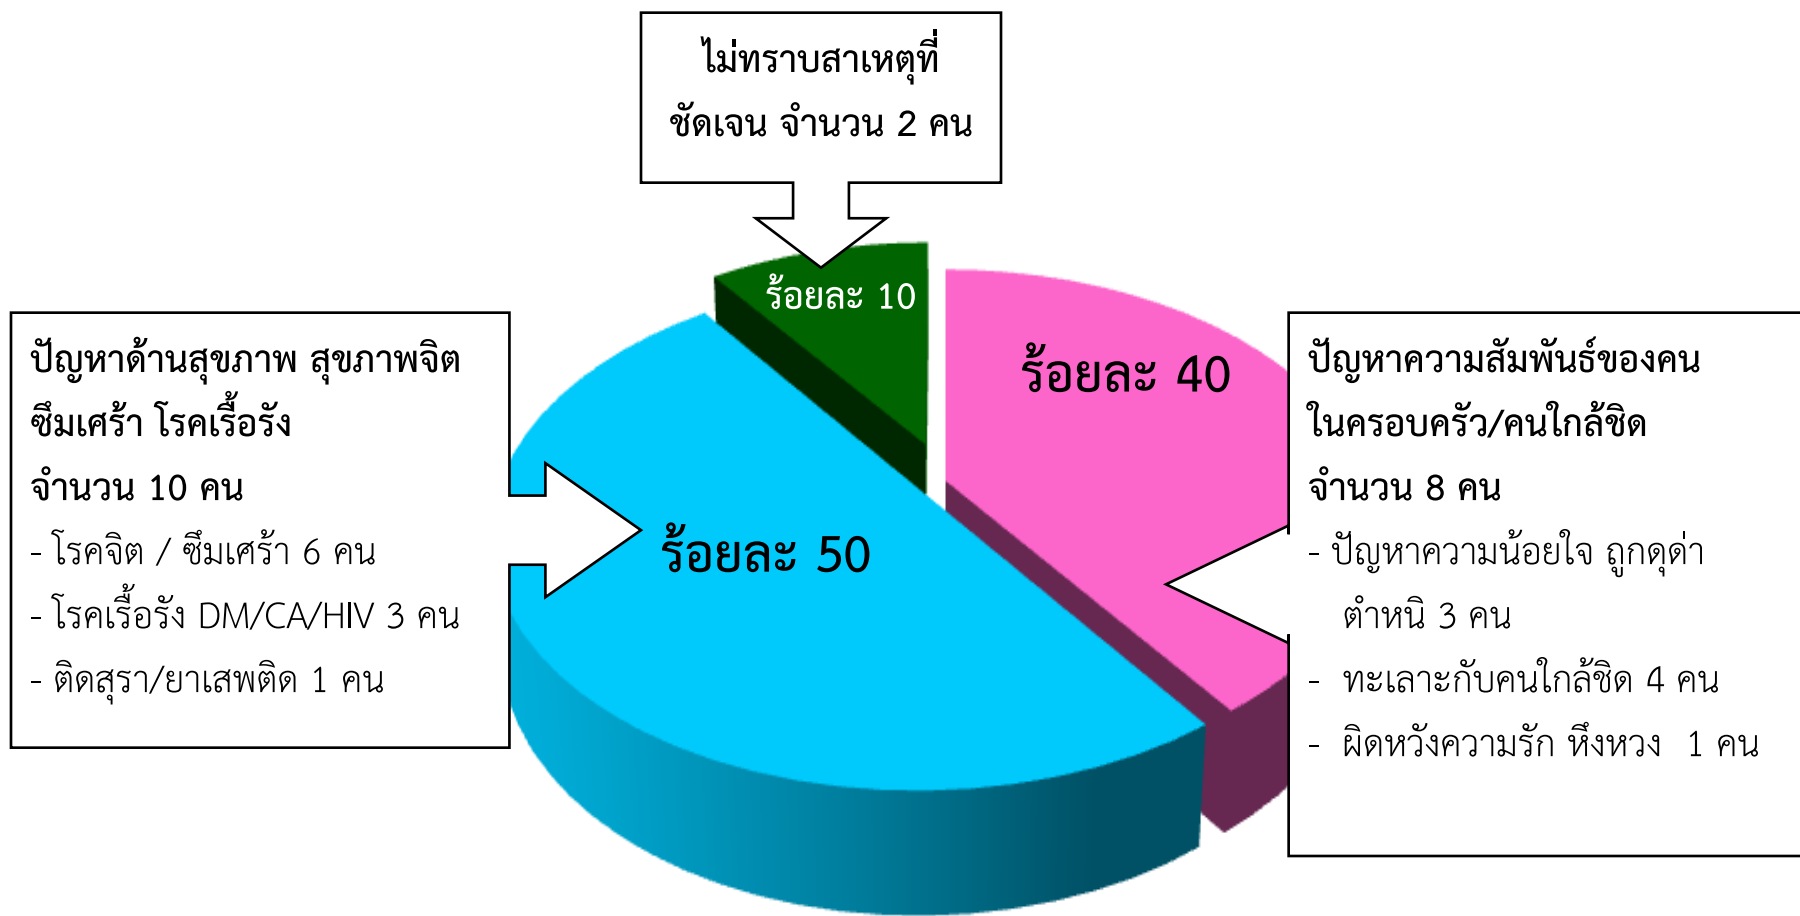 ไม่ทราบสาเหตุที่
ชัดเจน จำนวน 2 คน
ร้อยละ 10
ร้อยละ 40
ร้อยละ 50
ปัญหาด้านสุขภาพ สุขภาพจิต
ซึมเศร้า โรคเรื้อรัง
จำนวน 10 คน
- โรคจิต / ซึมเศร้า 6 คน
- โรคเรื้อรัง DM/CA/HIV 3 คน
- ติดสุรา/ยาเสพติด 1 คน
ปัญหาความสัมพันธ์ของคน
ในครอบครัว/คนใกล้ชิด
จำนวน 8 คน
- ปัญหาความน้อยใจ ถูกดุด่า
ตำหนิ 3 คน
- ทะเลาะกับคนใกล้ชิด 4 คน
- ผิดหวังความรัก หึงหวง 1 คน